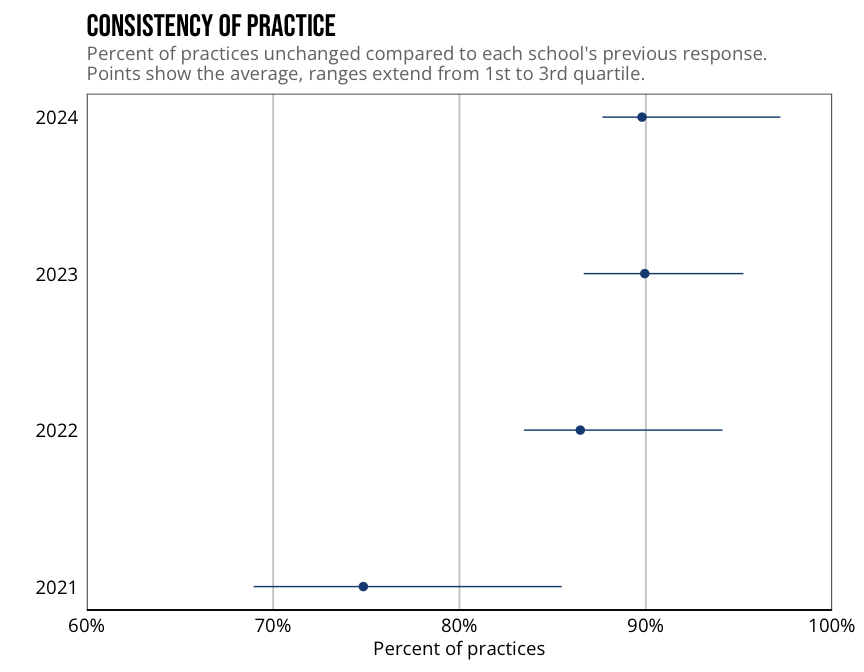 CONSISTENCY OF PRACTICE
Percent of practices unchanged compared to each school's previous response.
Points show the average, ranges extend from 1st to 3rd quartile.
2024
2023
2022
2021
60% 70% 80% 90% 100%
Percent of practices